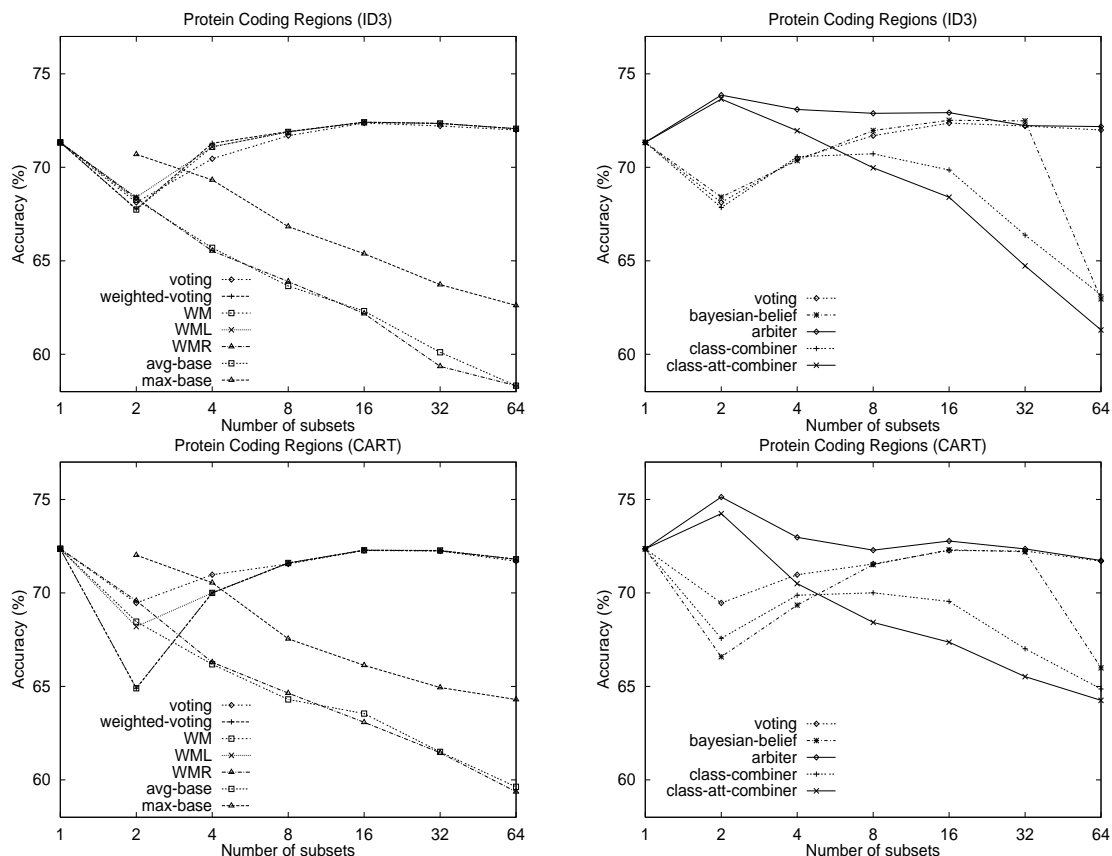 Protein Coding Regions (ID3)
75
70
65
60
Accuracy (%)
voting
weighted-voting
WM
WML
WMR
avg-base
max-base
1 2 4 8 16 32 64
Number of subsets
Protein Coding Regions (ID3)
75
70
65
60
Accuracy (%)
voting
bayesian-belief
arbiter
class-combiner
class-att-combiner
1 2 4 8 16 32 64
Number of subsets
Protein Coding Regions (CART)
75
70
65
60
Accuracy (%)
voting
weighted-voting
WM
WML
WMR
avg-base
max-base
1 2 4 8 16 32 64
Number of subsets
Protein Coding Regions (CART)
75
70
65
60
Accuracy (%)
voting
bayesian-belief
arbiter
class-combiner
class-att-combiner
1 2 4 8 16 32 64
Number of subsets